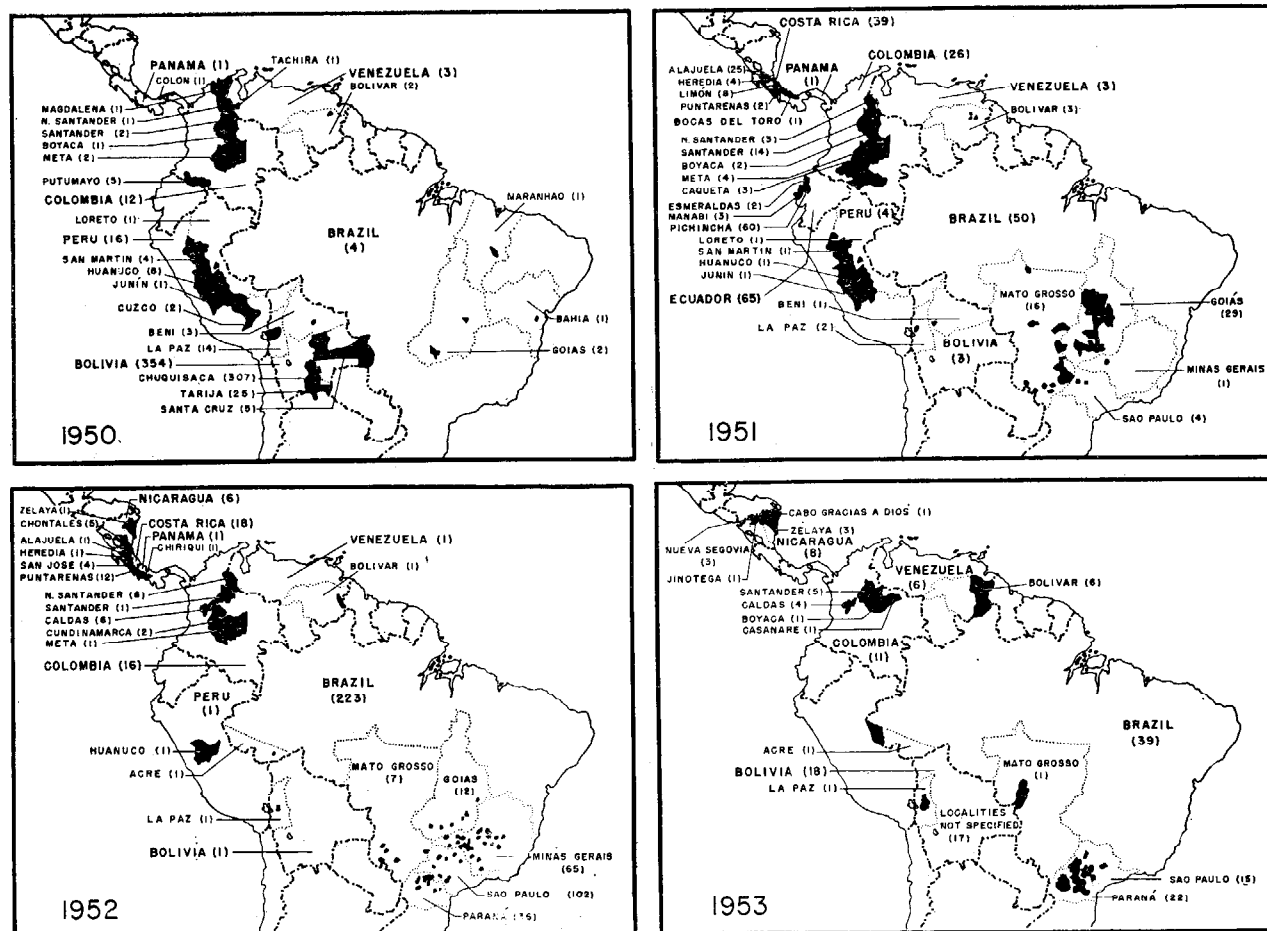 PANAMA (1)
COLON (1)
TACHIRA (1)
VENEZUELA (3)
BOLIVAR (2)
MAGDALENA (1)
N. SANTANDER (1)
SANTANDER (2)
BOYACA (1)
META (2)
PUTUMAYO (5)
COLOMBIA (12)
LORETO (1)
PERU (16)
SAN MARTIN (4)
HUANUCO (8)
JUNÍN (1)
CUZCO (2)
BENI (3)
LA PAZ (14)
BOLIVIA (354)
CHUQUISACA (307)
TARIJA (25)
SANTA CRUZ (5)
BRAZIL
(4)
MARANHAO (1)
BAHIA (1)
GOIAS (2)
1950.
COSTA RICA (39)
COLOMBIA (26)
ALAJUELA (25)
HEREDIA (4)
LIMÓN (8)
PUNTARENAS (2)
PANAMA
(1)
BOCAS DEL TORO (1)
VENEZUELA (3)
BOLIVAR (3)
N. SANTANDER (3)
SANTANDER (14)
BOYACA (2)
META (4)
CAQUETA (3)
ESMERALDAS (2)
MANABI (3)
PICHINCHA (60)
PERU (4)
BRAZIL (50)
LORETO (1)
SAN MARTIN (1)
HUANUCO (1)
JUNIN (1)
ECUADOR (65)
BENI (1)
LA PAZ (2)
BOLIVIA
(3)
MATO GROSSO
(16)
GOIÁS
(29)
MINAS GERAIS
(1)
SAO PAULO (4)
1951
NICARAGUA (6)
ZELAYA (1)
CHONTALES (5)
COSTA RICA (18)
PANAMA (1)
CHIRIQUI (1)
ALAJUELA (1)
HEREDIA (1)
SAN JOSÉ (4)
PUNTARENAS (12)
VENEZUELA (1)
BOLIVAR (1)
N. SANTANDER (6)
SANTANDER (1)
CALDAS (6)
CUNDINAMARCA (2)
META (1)
COLOMBIA (16)
PERU
(1)
BRAZIL
(223)
HUANUCO (1)
ACRE (1)
MATO GROSSO
(7)
GOIAS
(12)
LA PAZ (1)
BOLIVIA (1)
MINAS GERAIS
(65)
SAO PAULO (102)
PARANÁ (36)
1952
CABO GRACIAS A DIOS (1)
ZELAYA (3)
NICARAGUA
(8)
NUEVA SEGOVIA
(3)
JINOTEGA (1)
VENEZUELA
(6)
BOLIVAR (6)
SANTANDER (5)
CALDAS (4)
BOYACA (1)
CASANARE (1)
COLOMBIA
(11)
BRAZIL
(39)
ACRE (1)
BOLIVIA (18)
LA PAZ (1)
MATO GROSSO
(1)
LOCALITIES
NOT SPECIFIED
(17)
SAO PAULO (15)
PARANÁ (22)
1953